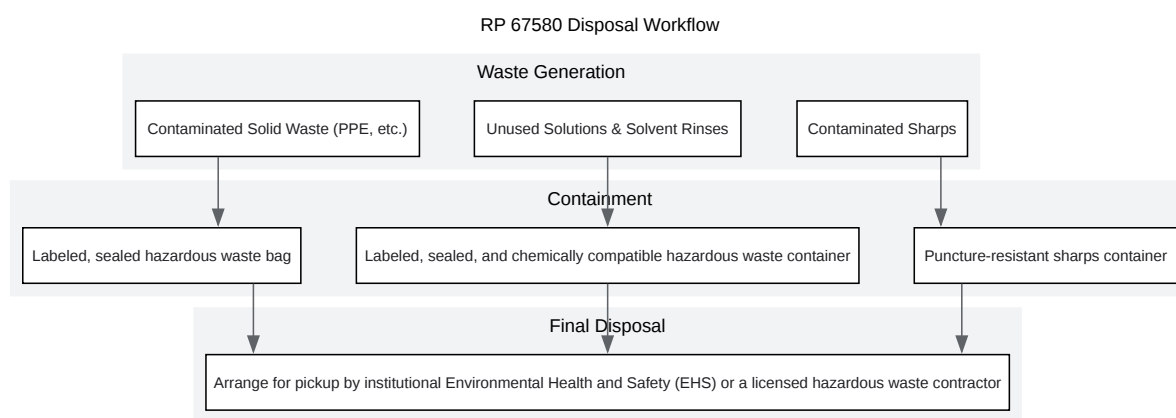 RP 67580 Disposal Workflow
Waste Generation
Contaminated Solid Waste (PPE, etc.)
Unused Solutions & Solvent Rinses
Contaminated Sharps
Containment
Labeled, sealed hazardous waste bag
Labeled, sealed, and chemically compatible hazardous waste container
Puncture-resistant sharps container
Final Disposal
Arrange for pickup by institutional Environmental Health and Safety (EHS) or a licensed hazardous waste contractor